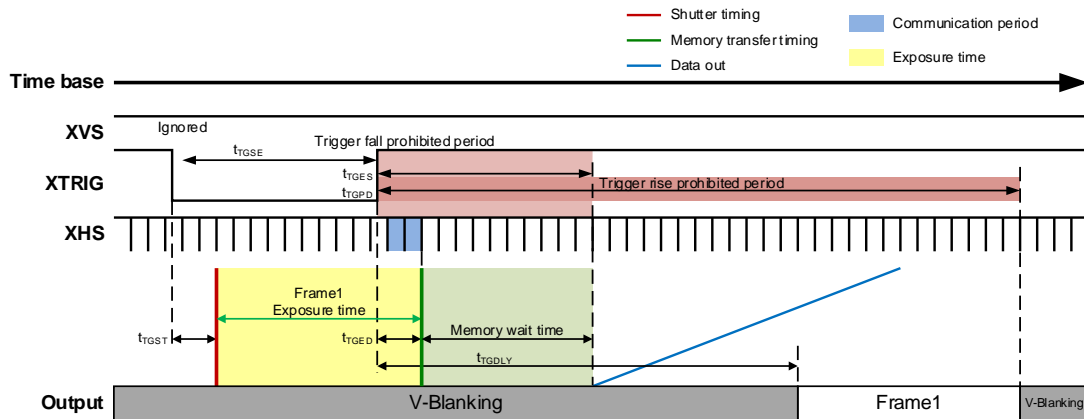 Shutter timing
Memory transfer timing
Data out
Communication period
Exposure time
Time base
XVS
Ignored
Trigger fall prohibited period
tTGSE
XTRIG
tTGES
tTGPD
Trigger rise prohibited period
XHS
Frame1
Exposure time
tTGST
tTGED
Memory wait time
tTGDLY
Output
V-Blanking
Frame1
V-Blanking